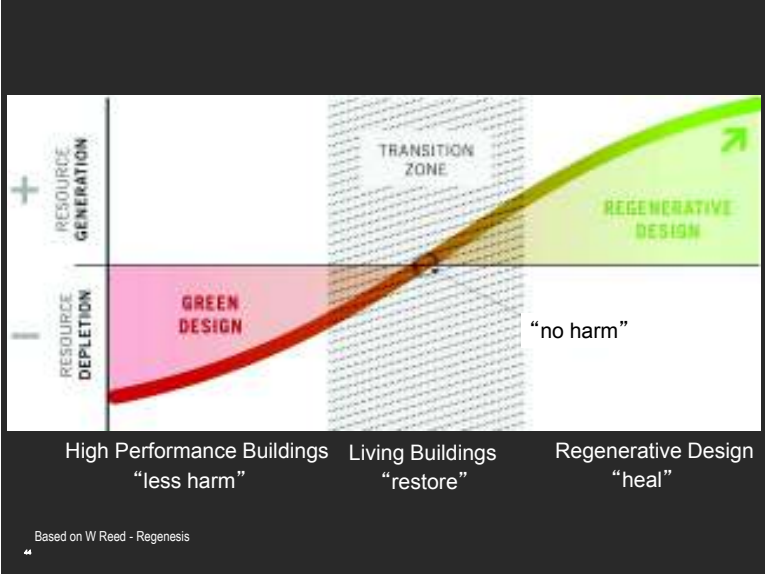 TRANSITION
ZONE
RESOURCE
GENERATION
+
REGENERATIVE
DESIGN
GREEN
DESIGN
RESOURCE
DEPLETION
“no harm”
High Performance Buildings
“less harm”
Living Buildings
“restore”
Regenerative Design
“heal”
Based on W Reed - Regenesis
44